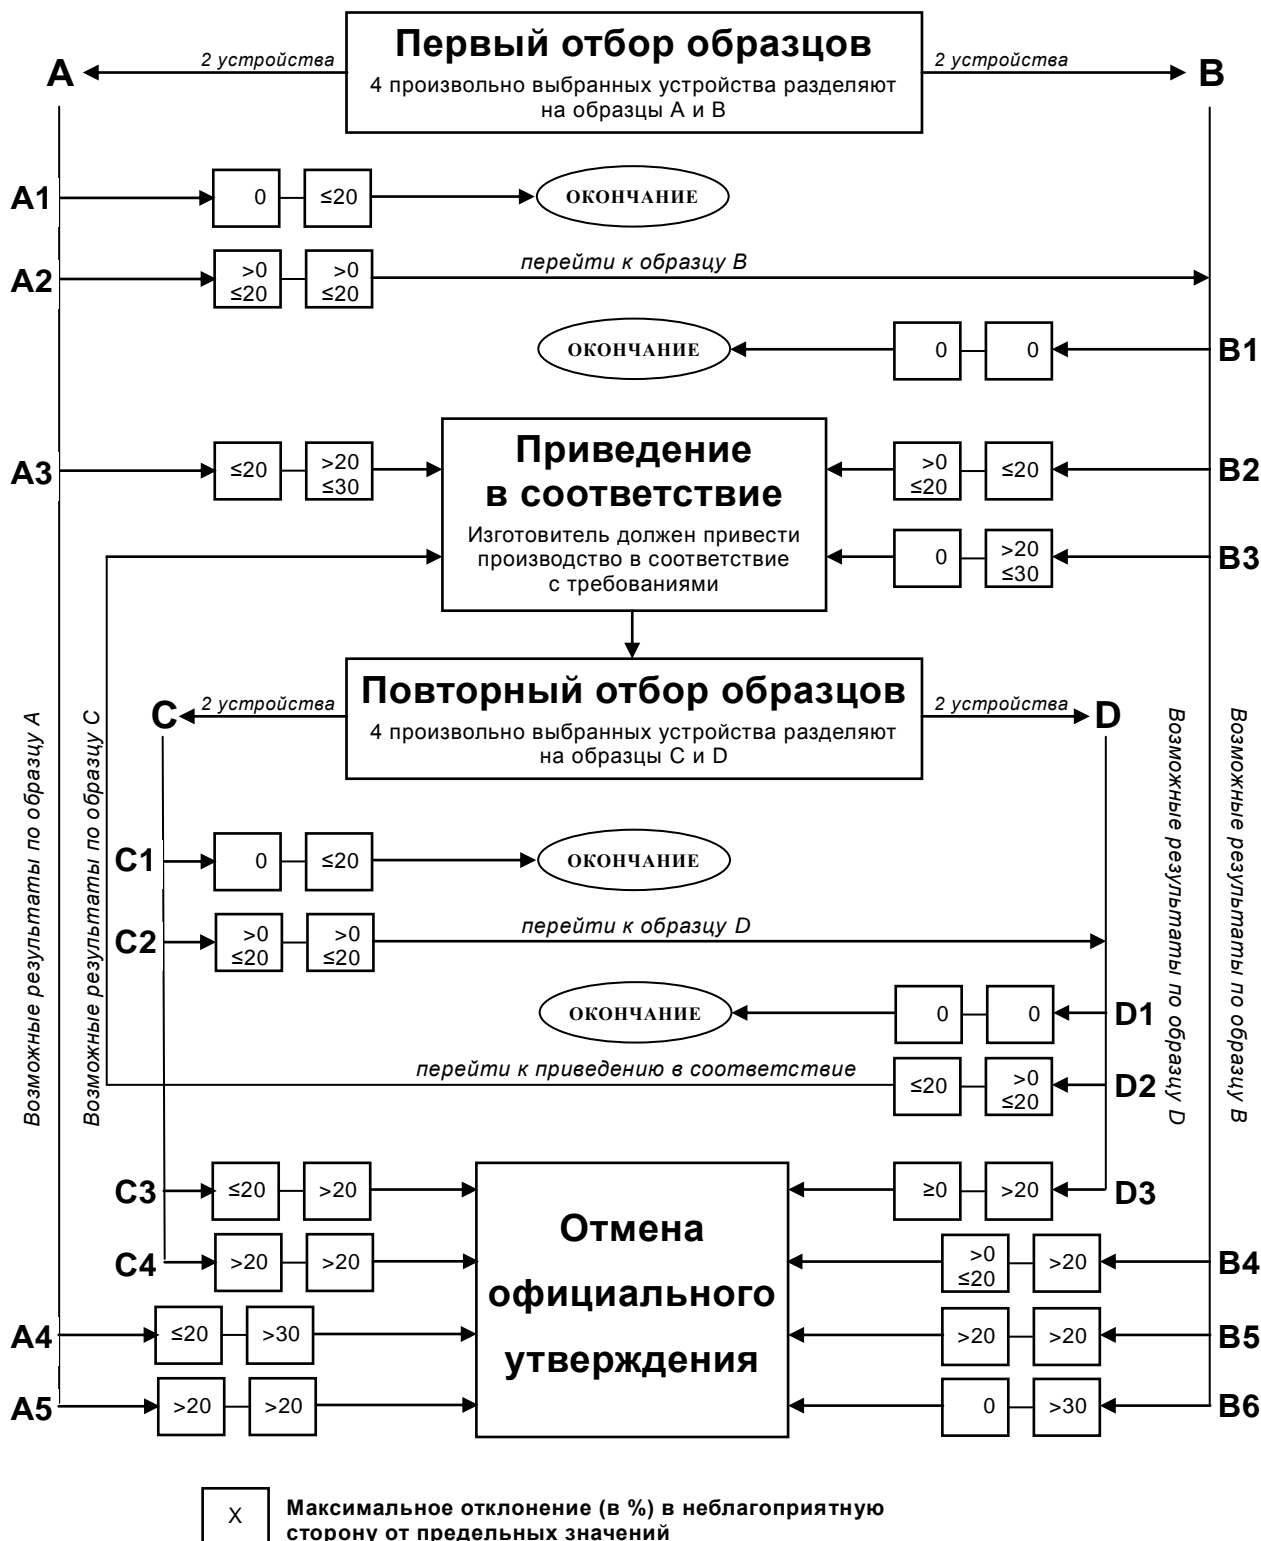 Первый отбор образцов
A
2 устройства
2 устройства
B
4 произвольно выбранных устройства разделяют
на образцы A и B
A1
0
≤20
ОКОНЧАНИЕ
A2
>0
≤20
>0
≤20
перейти к образцу B
ОКОНЧАНИЕ
0
0
B1
A3
≤20
>20
≤30
Приведение
в соответствие
Изготовитель должен привести
производство в соответствие
с требованиями
>0
≤20
≤20
B2
0
>20
≤30
B3
Повторный отбор образцов
C
2 устройства
2 устройства
D
4 произвольно выбранных устройства разделяют
на образцы C и D
Возможные результаты по образцу A
Возможные результаты по образцу C
Возможные результаты по образцу D
Возможные результаты по образцу B
C1
0
≤20
ОКОНЧАНИЕ
C2
>0
≤20
>0
≤20
перейти к образцу D
ОКОНЧАНИЕ
0
0
D1
перейти к приведению в соответствие
≤20
>0
≤20
D2
C3
≤20
>20
Отмена
официального
утверждения
≥0
>20
D3
C4
>20
>20
>0
≤20
>20
B4
A4
≤20
>30
>20
>20
B5
A5
>20
>20
0
>30
B6
X
Максимальное отклонение (в %) в неблагоприятную
сторону от предельных значений